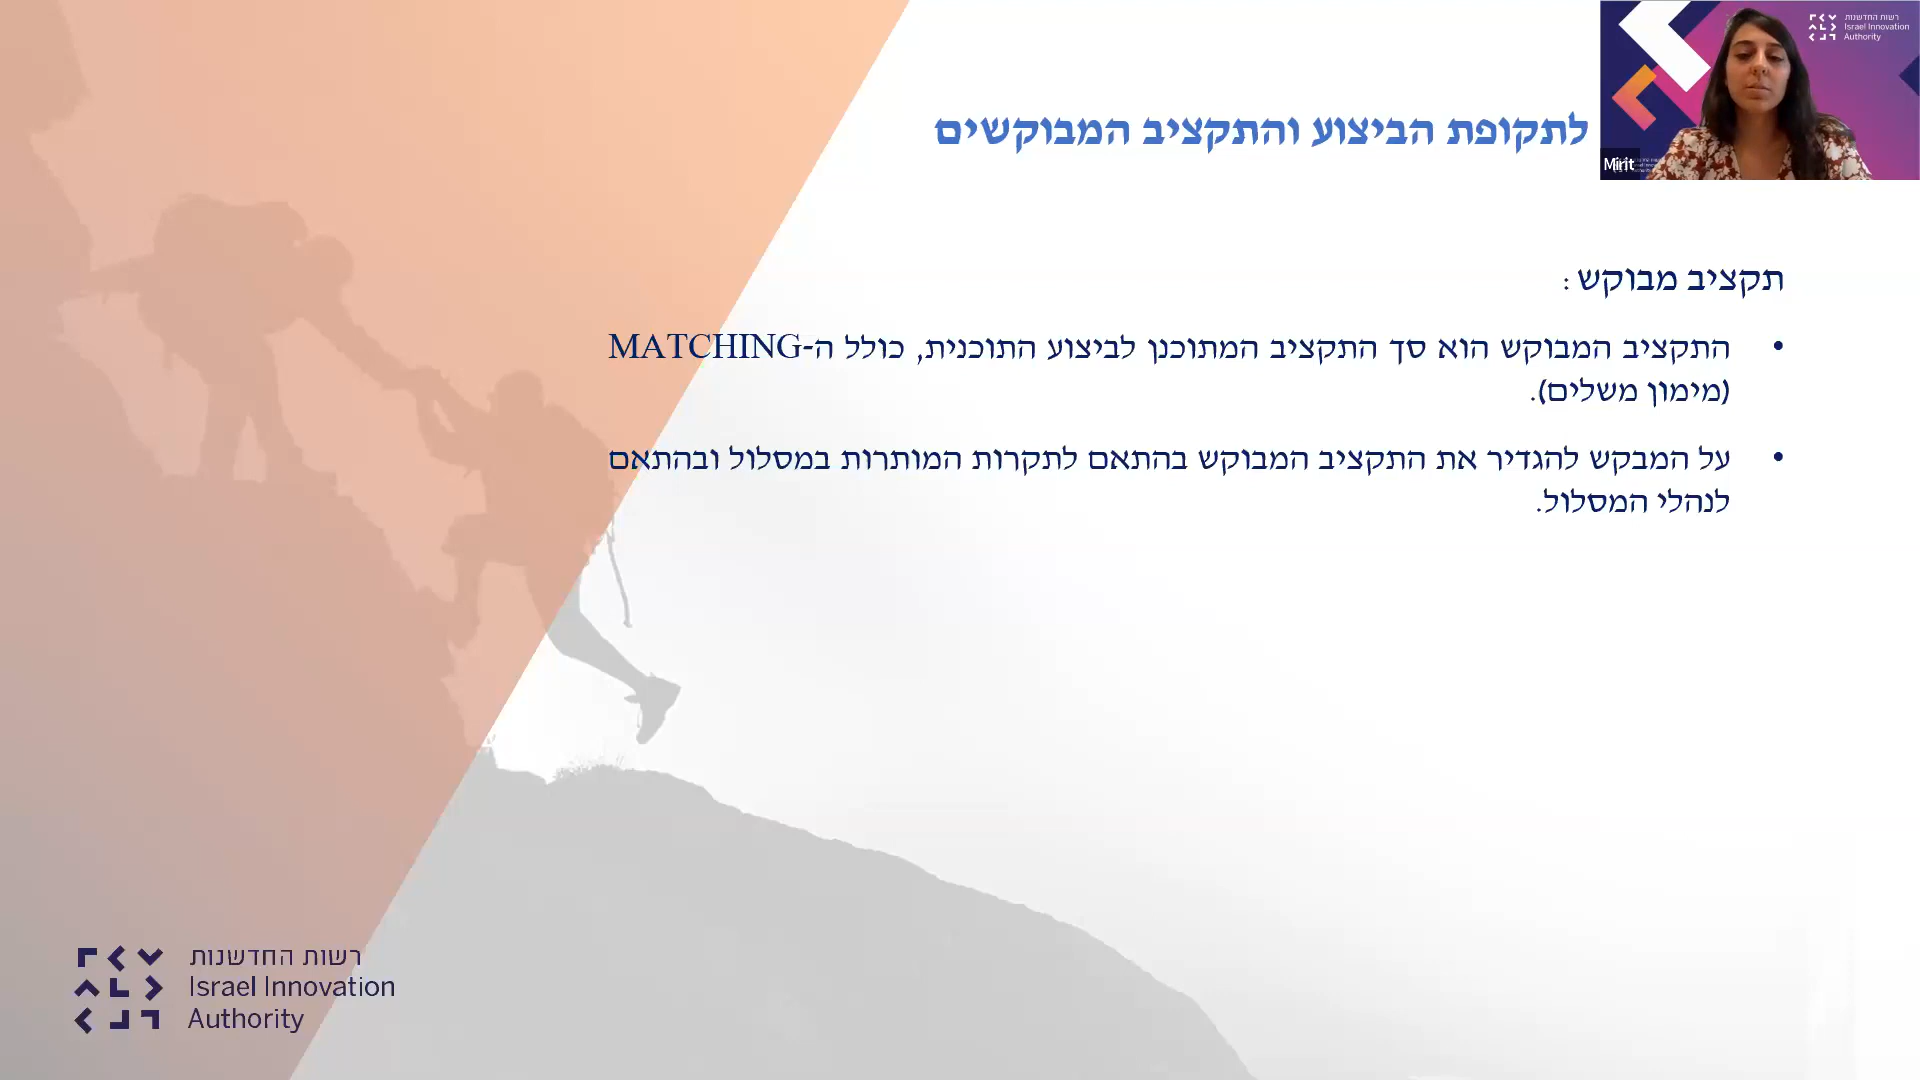 לתקופת הביצוע והתקציב המבוקשים
רשות החדשנות
Israel Innovation
Authority
Mirit
תקציב מבוקש :
• התקציב המבוקש הוא סך התקציב המתוכנן לביצוע התוכנית, כולל ה-MATCHING
(מימון משלים).
• על המבקש להגדיר את התקציב המבוקש בהתאם לתקרות המותרות במסלול ובהתאם
לנהלי המסלול.
רשות החדשנות
Israel Innovation
Authority